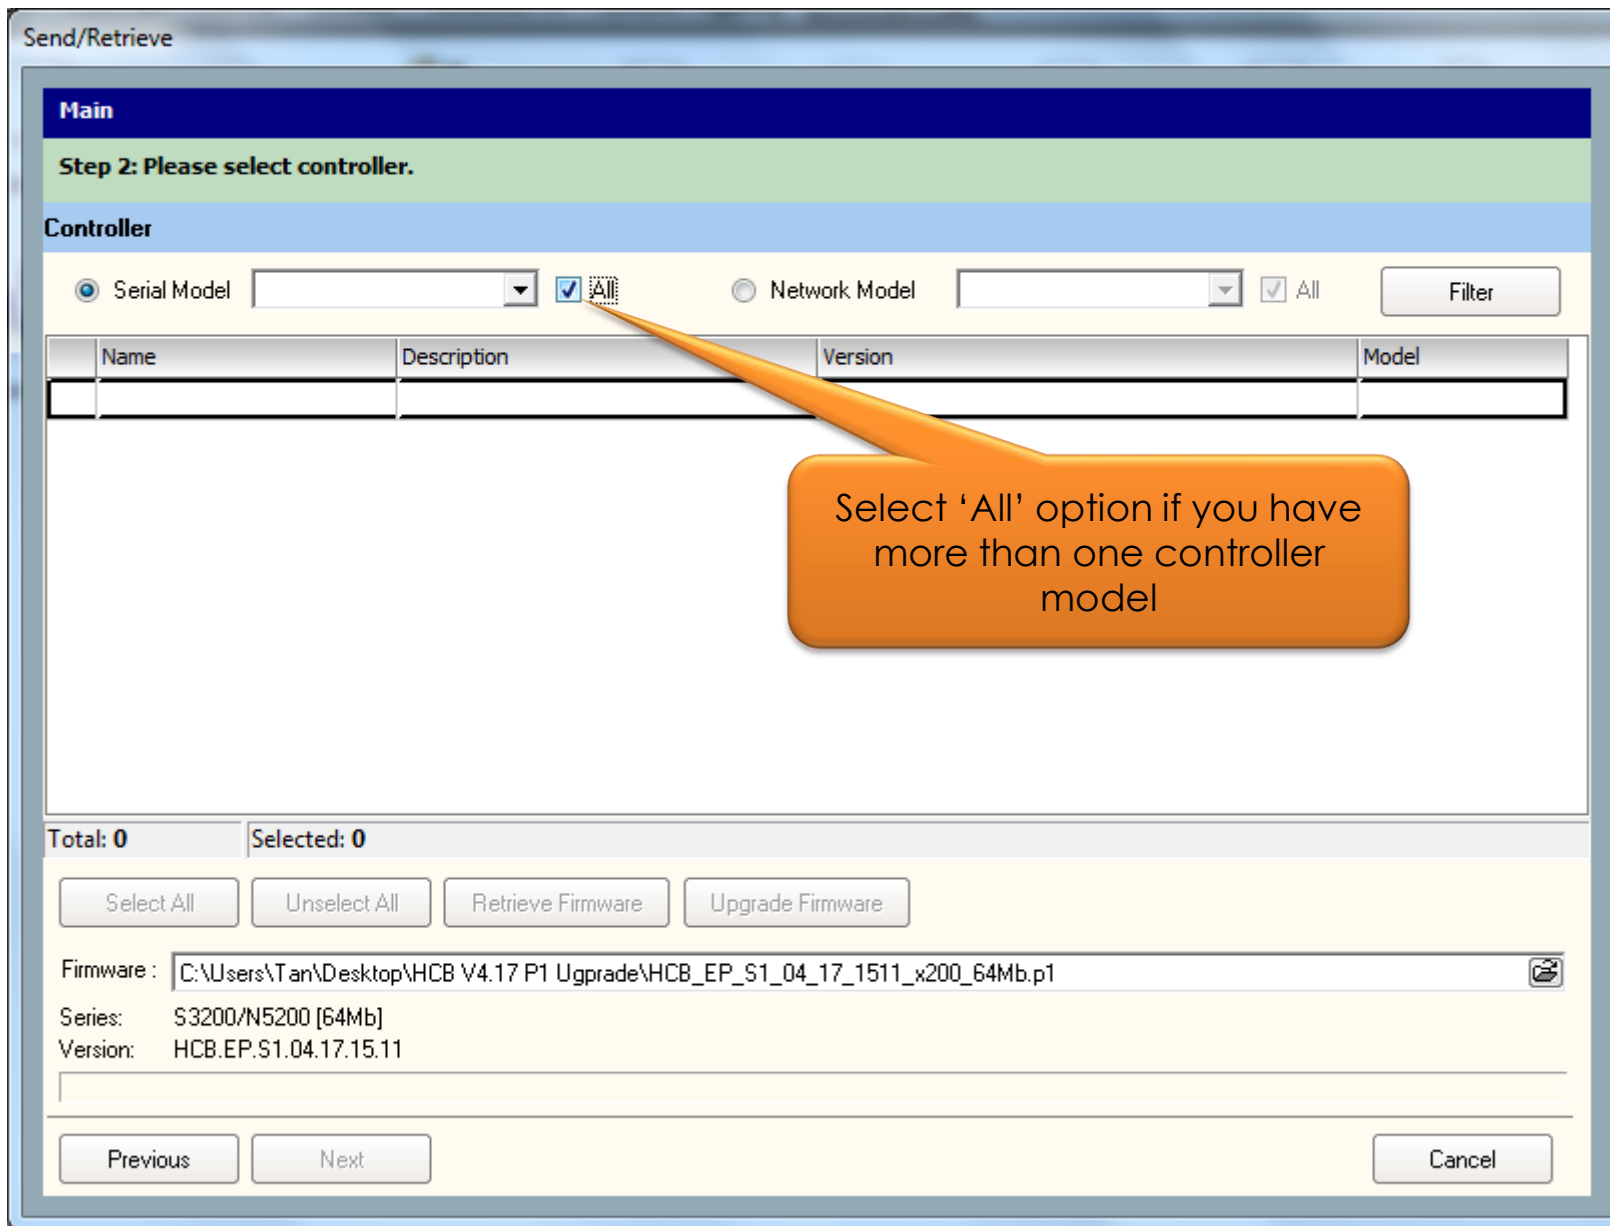 Send/Retrieve
Main
Step 2: Please select controller.
Controller
Serial Model All Network Model All Filter
Name Description Version Model
Select ‘All’ option if you have
more than one controller
model
Total: 0 Selected: 0
Select All Unselect All Retrieve Firmware Upgrade Firmware
Firmware : C:\Users\Tan\Desktop\HCB V4.17 P1 Ugprade\HCB_EP_S1_04_17_1511_x200_64Mb.p1
Series: S3200/N5200 [64Mb]
Version: HCB.EP.S1.04.17.15.11
Previous Next Cancel